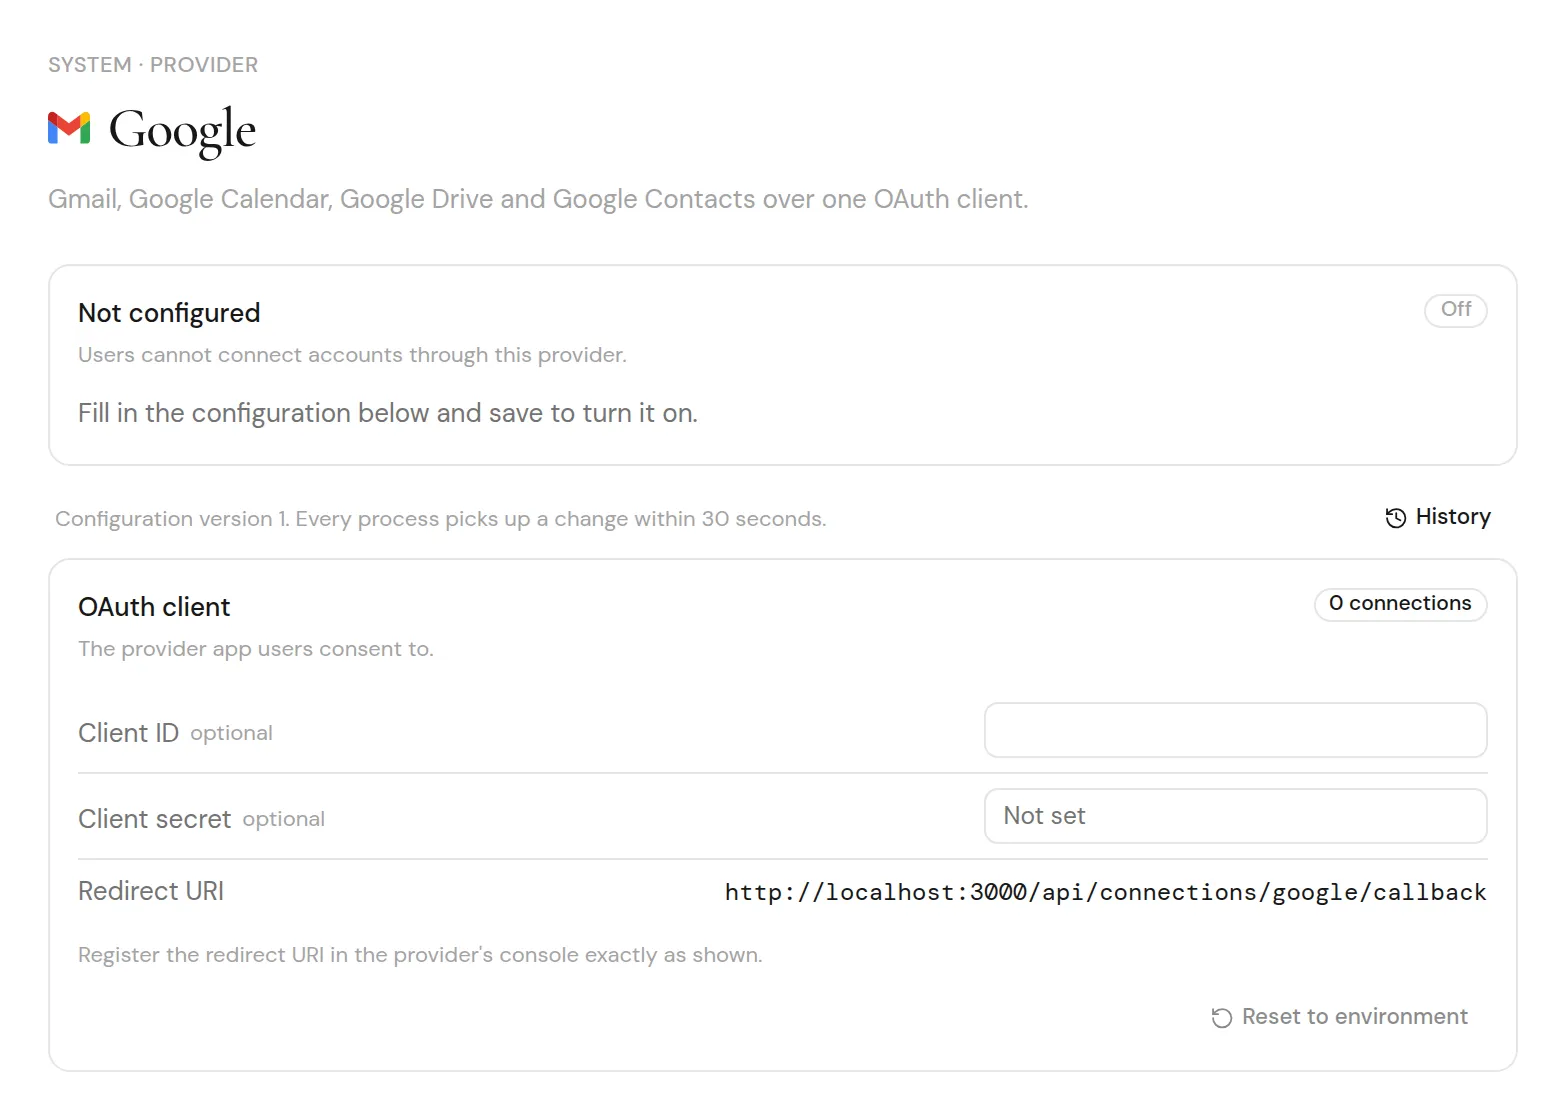 SYSTEM · PROVIDER
Google
Gmail, Google Calendar, Google Drive and Google Contacts over one OAuth client.
Not configured
Off
Users cannot connect accounts through this provider.
Fill in the configuration below and save to turn it on.
Configuration version 1. Every process picks up a change within 30 seconds.
History
OAuth client
0 connections
The provider app users consent to.
Client ID optional
Client secret optional
Not set
Redirect URI
http://localhost:3000/api/connections/google/callback
Register the redirect URI in the provider's console exactly as shown.
Reset to environment